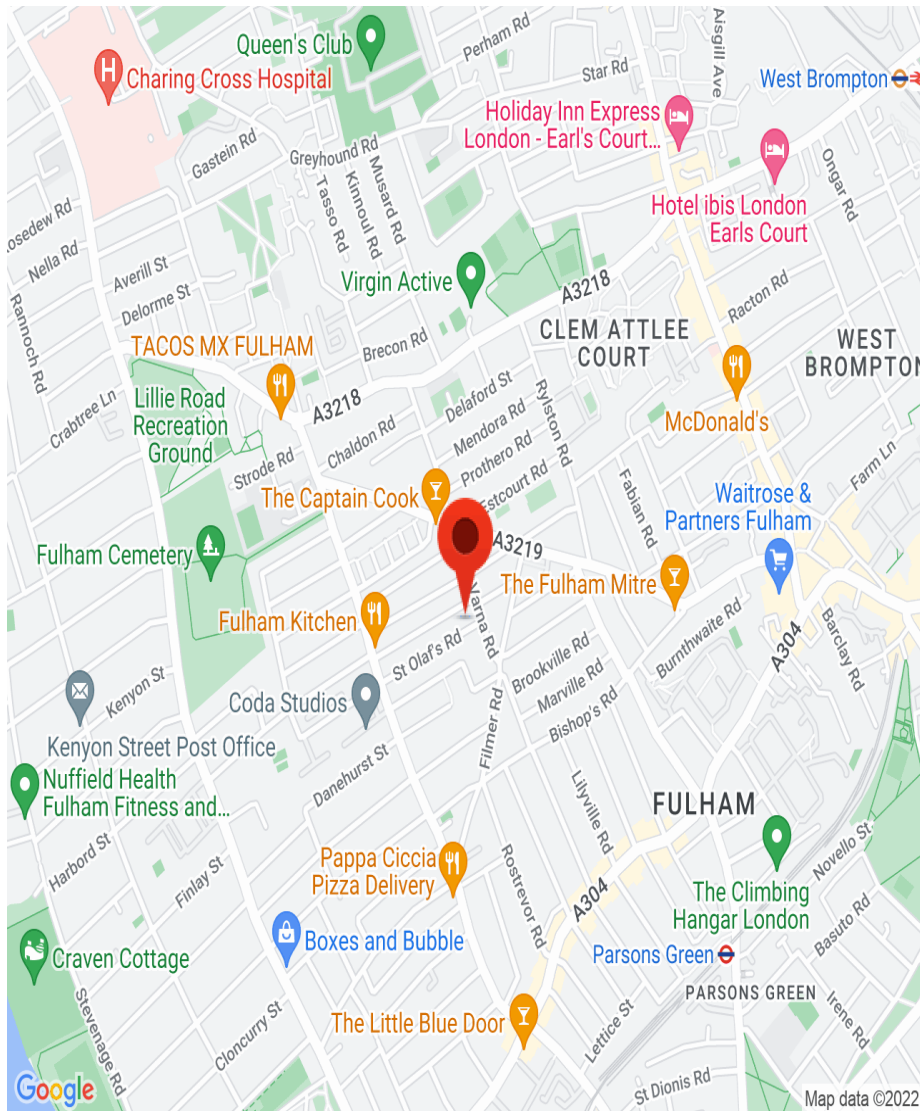 Queen's Club
Perham Rd
Aisgill Ave
Charing Cross Hospital
Star Rd
West Brompton
Holiday Inn Express
London - Earl's Court...
Gastein Rd
Greyhound Rd
Musard Rd
Kinnoul Rd
Tasso Rd
Ongar Rd
Hotel ibis London
Earls Court
Rosedew Rd
Nella Rd
Averill St
Delorme St
Rannoch Rd
Virgin Active
A3218
Racton Rd
CLEM ATTLEE
COURT
WEST
BROMPTON
Brecon Rd
TACOS MX FULHAM
Crabtree Ln
Lillie Road
Recreation
Ground
A3218
Delaford St
Rylston Rd
McDonald's
Chaldon Rd
Mendora Rd
Strode Rd
Prothero Rd
Farm Ln
The Captain Cook
Estcourt Rd
Fabian Rd
Waitrose &
Partners Fulham
Fulham Cemetery
A3219
The Fulham Mitre
Fulham Kitchen
Varna Rd
Burnthwaite Rd
A304
Barclay Rd
St Olaf's Rd
Brookville Rd
Kenyon St
Marville Rd
Coda Studios
Bishop's Rd
Filmer Rd
Kenyon Street Post Office
Danehurst St
Nuffield Health
Fulham Fitness and...
Lilyville Rd
FULHAM
Harbord St
Finlay St
Pappa Ciccia
Pizza Delivery
Rostrevor Rd
Novello St
The Climbing
Hangar London
A304
Basuto Rd
Boxes and Bubble
Craven Cottage
Parsons Green
PARSONS GREEN
Stevenage Rd
Irene Rd
The Little Blue Door
Cloncurry St
Lettice St
St Dionis Rd
Google
Map data ©2022